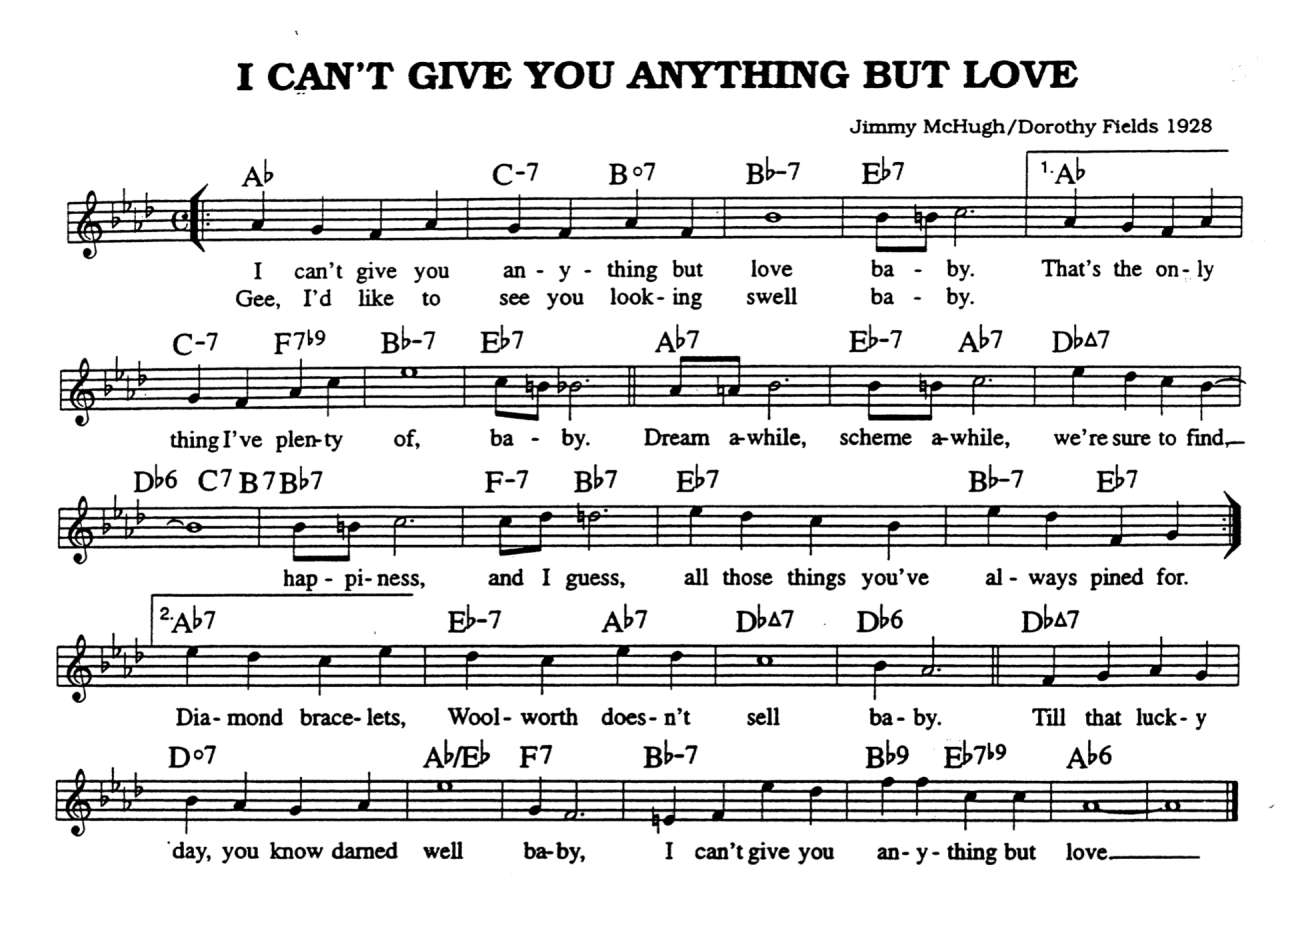 I CAN'T GIVE YOU ANYTHING BUT LOVE
Jimmy McHugh/Dorothy Fields 1928
A♭ C-7 B°7 B♭-7 E♭7 1. A♭
I can't give you an - y - thing but love ba - by. That's the on - ly
Gee, I'd like to see you look - ing swell ba - by.
C-7 F7♭9 B♭-7 E♭7 A♭7 E♭-7 A♭7 D♭△7
thing I've plen-ty of, ba - by. Dream a-while, scheme a-while, we're sure to find,
D♭6 C7 B7 B♭7 F-7 B♭7 E♭7 B♭-7 E♭7
hap - pi - ness, and I guess, all those things you've al - ways pined for.
2. A♭7 E♭-7 A♭7 D♭△7 D♭6 D♭△7
Dia - mond brace - lets, Wool - worth does - n't sell ba - by. Till that luck - y
D°7 A♭/E♭ F7 B♭-7 B♭9 E♭7♭9 A♭6
day, you know darned well ba - by, I can't give you an - y - thing but love